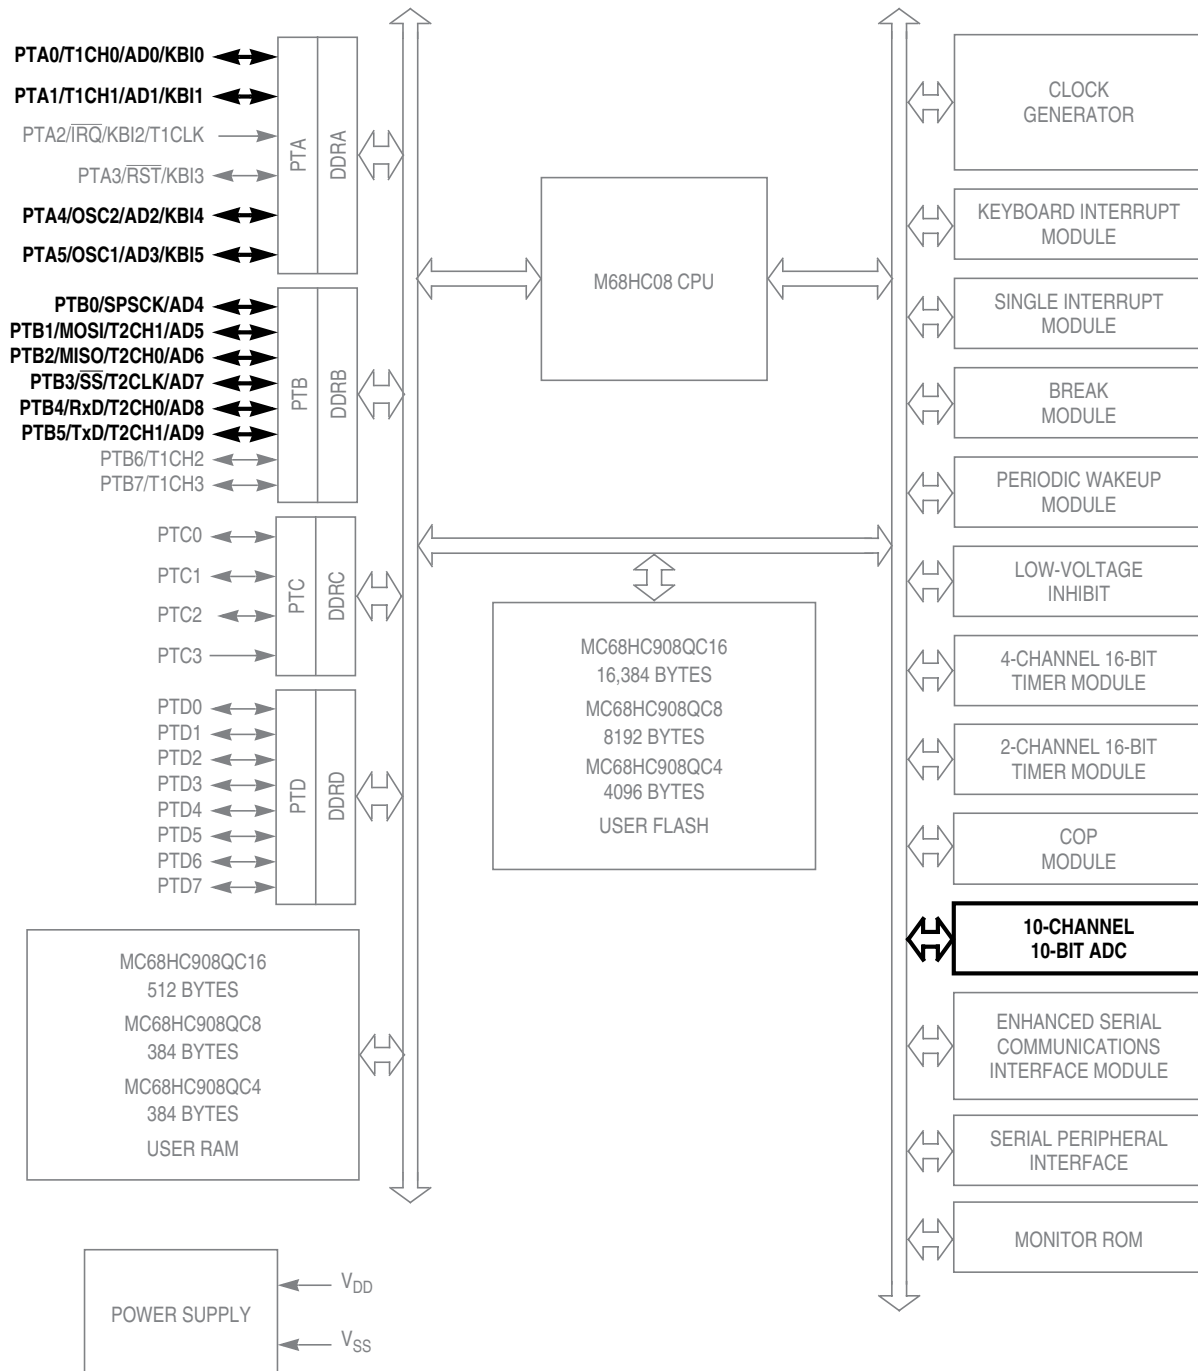 PTA0/T1CH0/AD0/KBI0
PTA1/T1CH1/AD1/KBI1
PTA2/I̅R̅Q̅/KBI2/T1CLK
PTA3/R̅S̅T̅/KBI3
PTA4/OSC2/AD2/KBI4
PTA5/OSC1/AD3/KBI5
PTA
DDRA
PTB0/SPSCK/AD4
PTB1/MOSI/T2CH1/AD5
PTB2/MISO/T2CH0/AD6
PTB3/S̅S̅/T2CLK/AD7
PTB4/RxD/T2CH0/AD8
PTB5/TxD/T2CH1/AD9
PTB6/T1CH2
PTB7/T1CH3
PTB
DDRB
PTC0
PTC1
PTC2
PTC3
PTC
DDRC
PTD0
PTD1
PTD2
PTD3
PTD4
PTD5
PTD6
PTD7
PTD
DDRD
MC68HC908QC16
512 BYTES
MC68HC908QC8
384 BYTES
MC68HC908QC4
384 BYTES
USER RAM
POWER SUPPLY
VDD
VSS
M68HC08 CPU
MC68HC908QC16
16,384 BYTES
MC68HC908QC8
8192 BYTES
MC68HC908QC4
4096 BYTES
USER FLASH
CLOCK
GENERATOR
KEYBOARD INTERRUPT
MODULE
SINGLE INTERRUPT
MODULE
BREAK
MODULE
PERIODIC WAKEUP
MODULE
LOW-VOLTAGE
INHIBIT
4-CHANNEL 16-BIT
TIMER MODULE
2-CHANNEL 16-BIT
TIMER MODULE
COP
MODULE
10-CHANNEL
10-BIT ADC
ENHANCED SERIAL
COMMUNICATIONS
INTERFACE MODULE
SERIAL PERIPHERAL
INTERFACE
MONITOR ROM